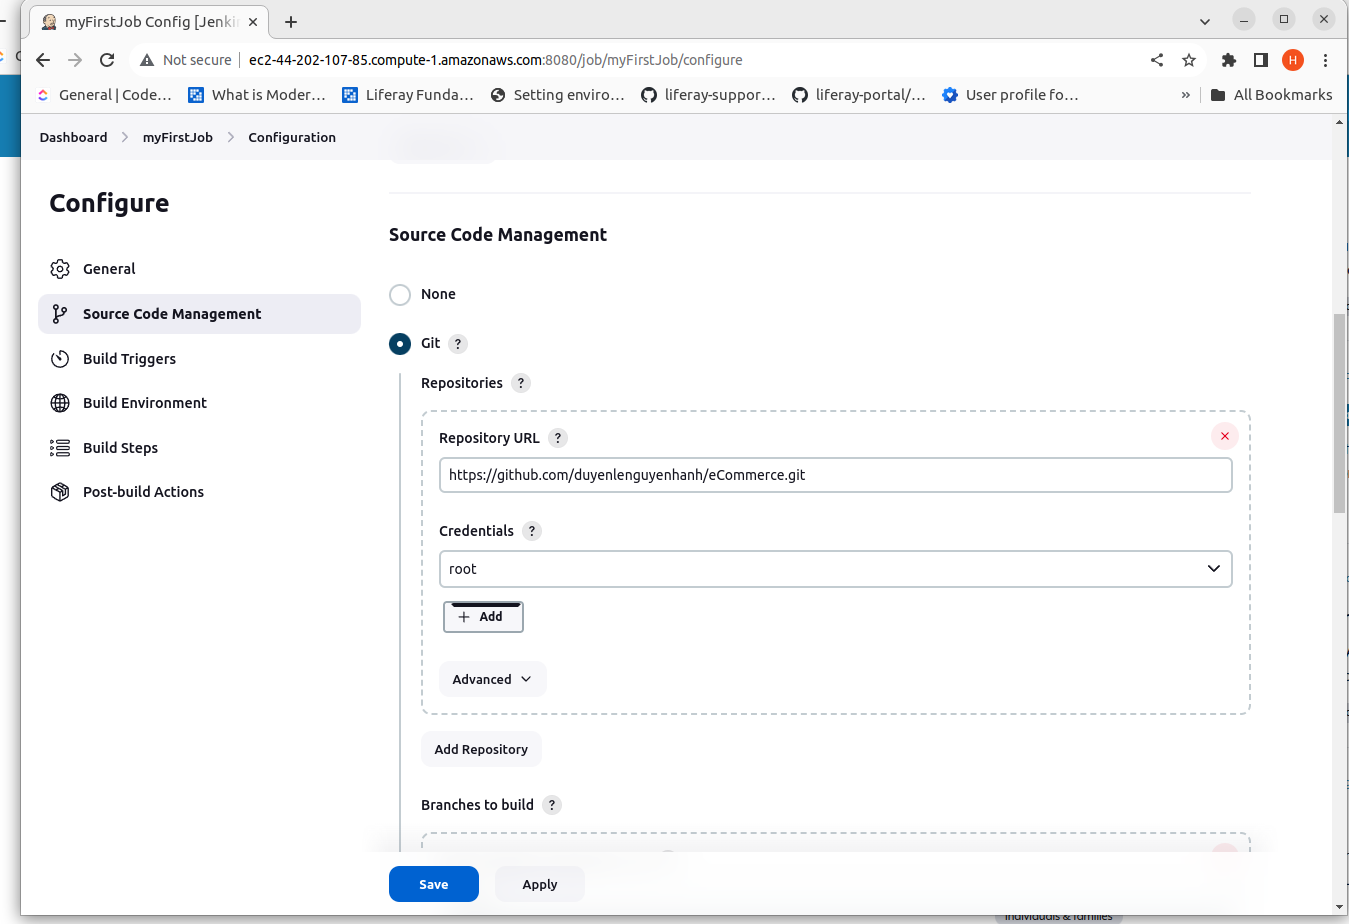 myFirstJob Config [Jenki
Not secure ec2-44-202-107-85.compute-1.amazonaws.com:8080/job/myFirstJob/configure
H
General | Code… What is Moder… Liferay Funda… Setting enviro… liferay-suppor… liferay-portal/… User profile fo… » All Bookmarks
Dashboard myFirstJob Configuration
Configure
General
Source Code Management
Build Triggers
Build Environment
Build Steps
Post-build Actions
Source Code Management
None
Git ?
Repositories ?
Repository URL ?
https://github.com/duyenlenguyenhanh/eCommerce.git
Credentials ?
root
+ Add
Advanced
Add Repository
Branches to build ?
Save Apply
individuals & families